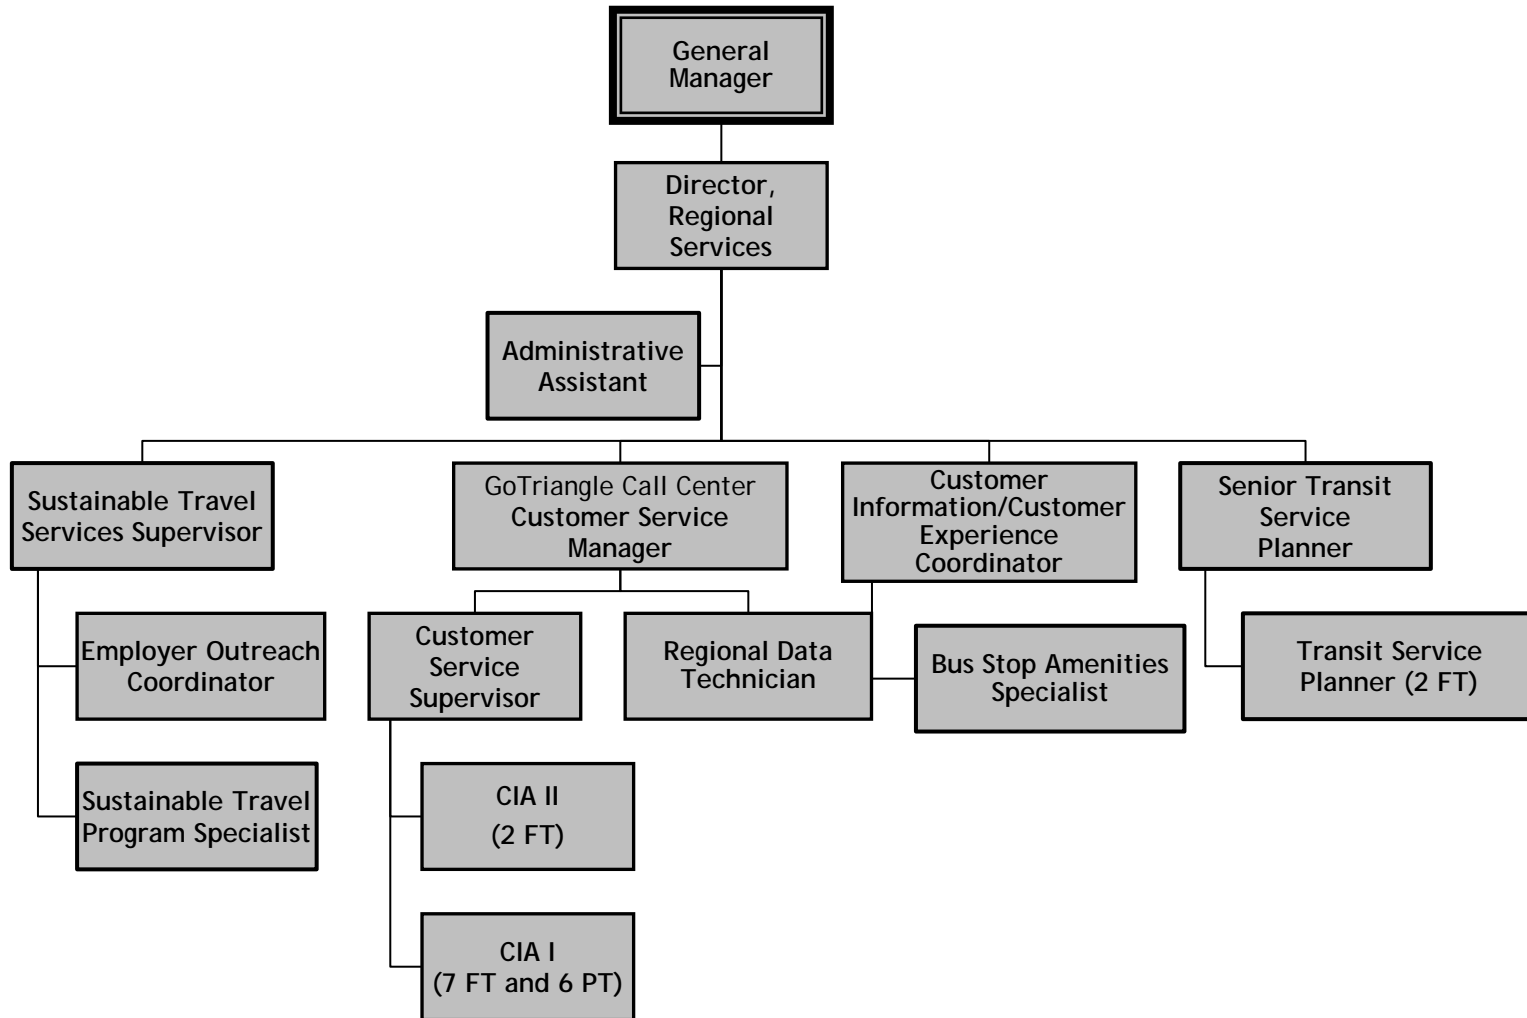 General
Manager
Director,
Regional
Services
Administrative
Assistant
Sustainable Travel
Services Supervisor
GoTriangle Call Center
Customer Service
Manager
Customer
Information/Customer
Experience
Coordinator
Senior Transit
Service
Planner
Employer Outreach
Coordinator
Customer
Service
Supervisor
Regional Data
Technician
Bus Stop Amenities
Specialist
Transit Service
Planner (2 FT)
Sustainable Travel
Program Specialist
CIA II
(2 FT)
CIA I
(7 FT and 6 PT)